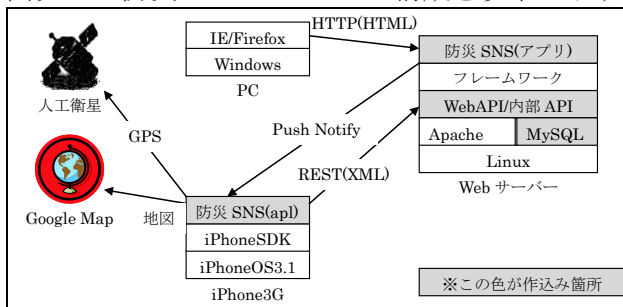 HTTP(HTML)
IE/Firefox
Windows
PC
防災 SNS(アプリ)
フレームワーク
WebAPI/内部 API
Apache
MySQL
Linux
Web サーバー
人工衛星
GPS
Push Notify
REST(XML)
Google Map
地図
防災 SNS(apl)
iPhoneSDK
iPhoneOS3.1
iPhone3G
※この色が作込み箇所